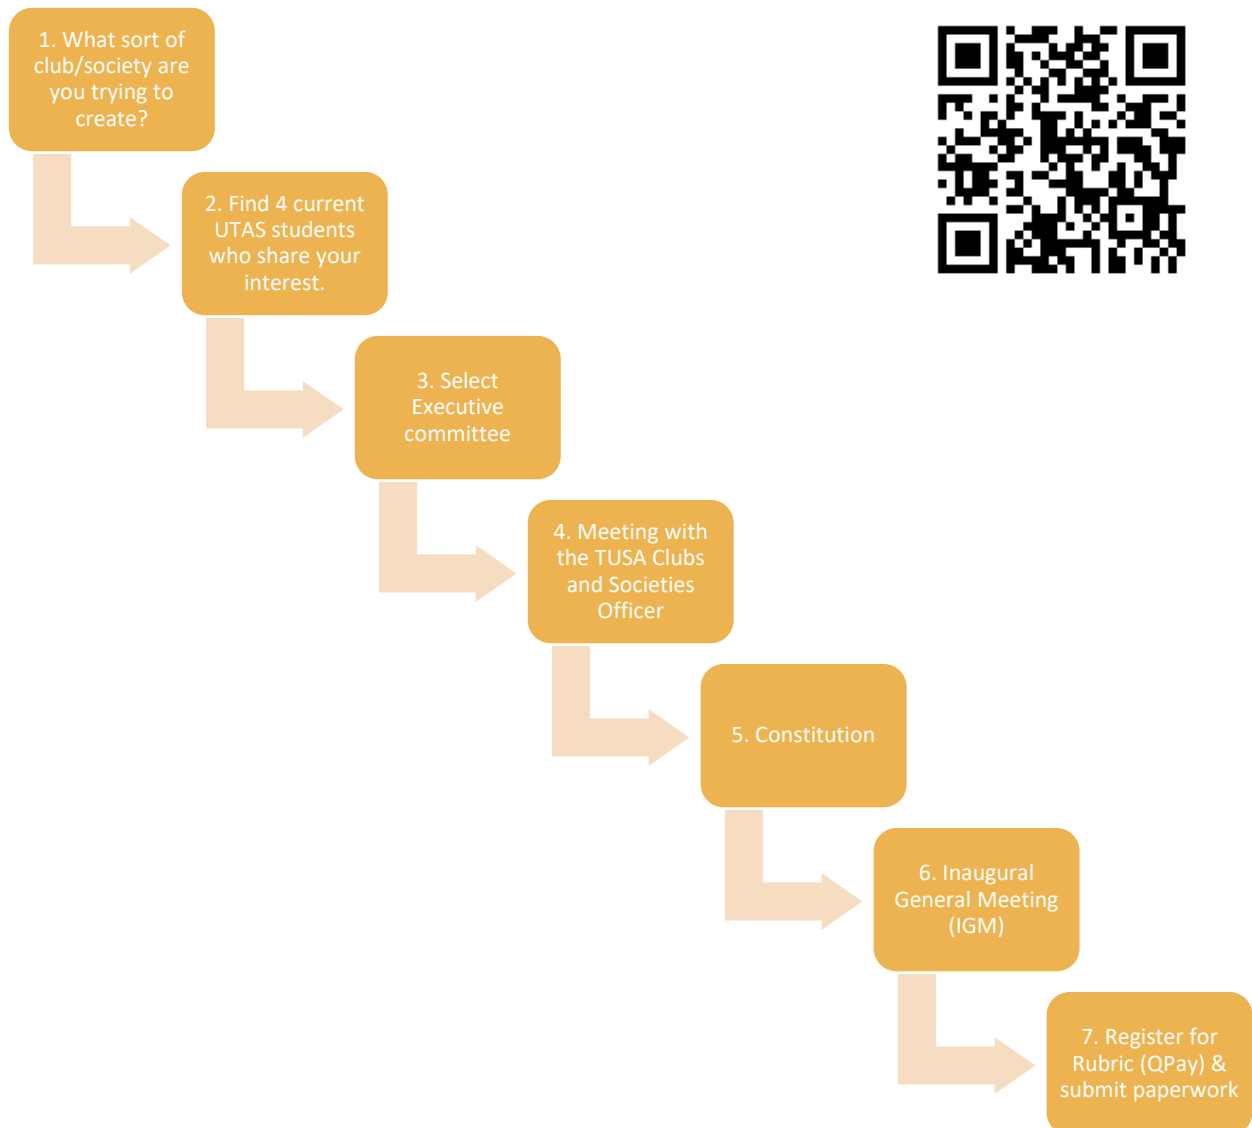 1. What sort of
club/society are
you trying to
create?
2. Find 4 current
UTAS students
who share your
interest.
3. Select
Executive
committee
4. Meeting with
the TUSA Clubs
and Societies
Officer
5. Constitution
6. Inaugural
General Meeting
(IGM)
7. Register for
Rubric (QPay) &
submit paperwork